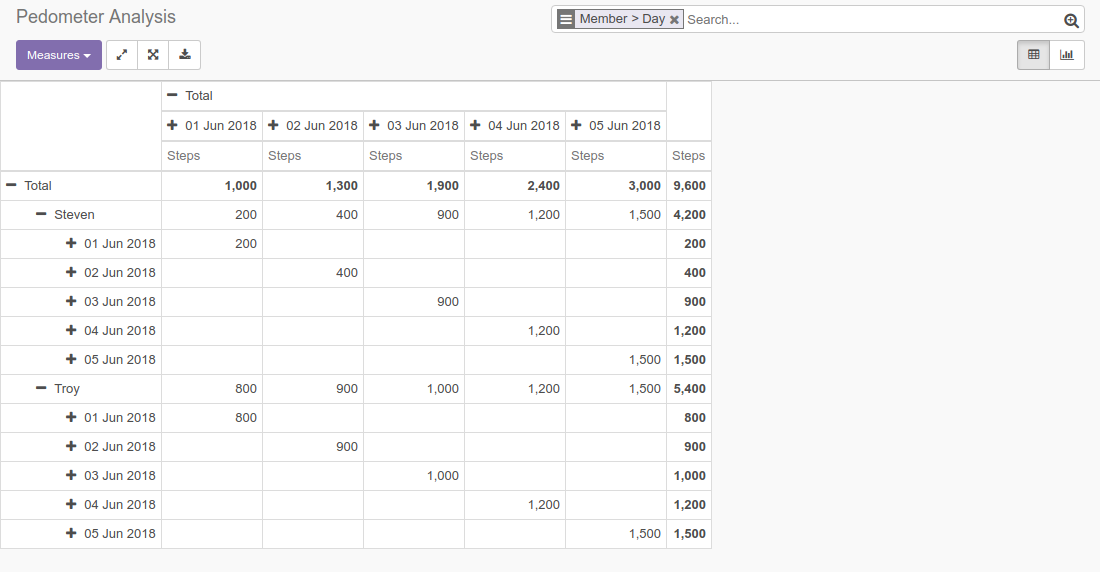 Pedometer Analysis
Member > Day Search...
Measures
Total
01 Jun 2018 02 Jun 2018 03 Jun 2018 04 Jun 2018 05 Jun 2018
Steps Steps Steps Steps Steps Steps
Total 1,000 1,300 1,900 2,400 3,000 9,600
Steven 200 400 900 1,200 1,500 4,200
01 Jun 2018 200 200
02 Jun 2018 400 400
03 Jun 2018 900 900
04 Jun 2018 1,200 1,200
05 Jun 2018 1,500 1,500
Troy 800 900 1,000 1,200 1,500 5,400
01 Jun 2018 800 800
02 Jun 2018 900 900
03 Jun 2018 1,000 1,000
04 Jun 2018 1,200 1,200
05 Jun 2018 1,500 1,500